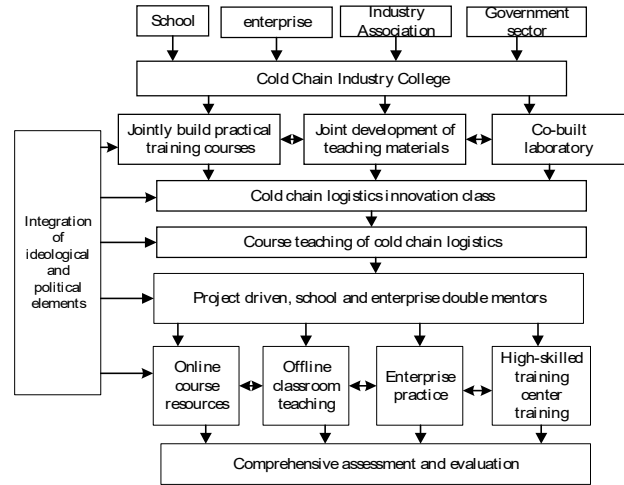 School
enterprise
Industry
Association
Government
sector
Cold Chain Industry College
Jointly build practical
training courses
Joint development of
teaching materials
Co-built
laboratory
Integration
of
ideological
and
political
elements
Cold chain logistics innovation class
Course teaching of cold chain logistics
Project driven, school and enterprise double mentors
Online
course
resources
Offline
classroom
teaching
Enterprise
practice
High-skilled
training
center
training
Comprehensive assessment and evaluation